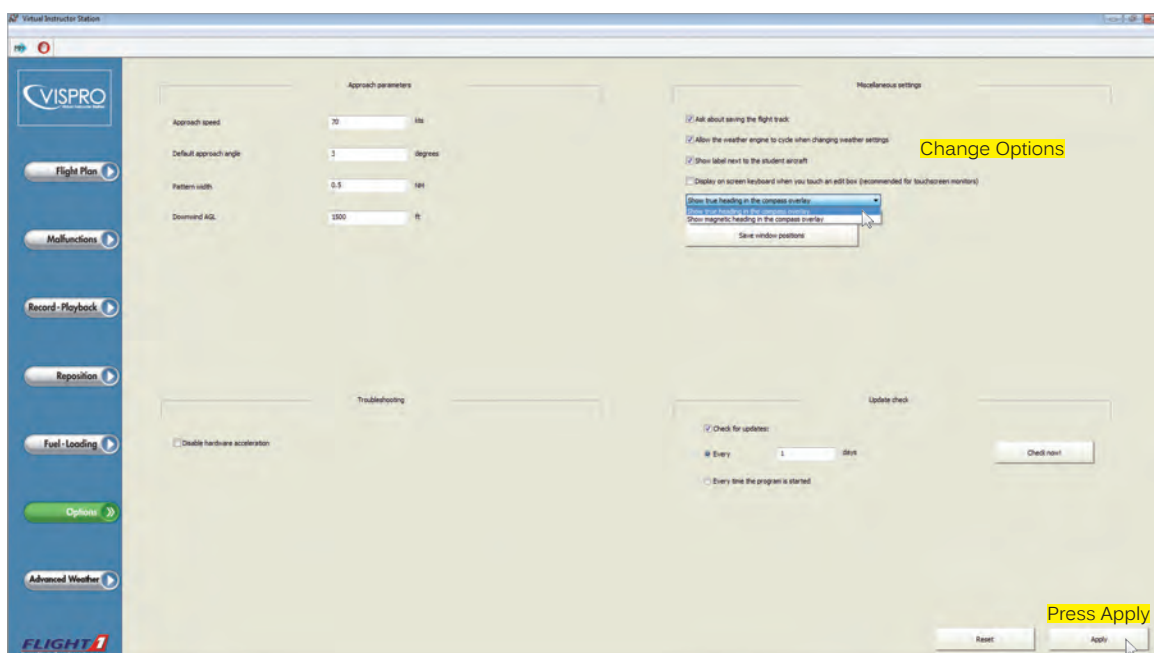 Virtual Instructor Station
VISPRO
Flight Plan
Malfunctions
Record - Playback
Reposition
Fuel - Loading
Options
Advanced Weather
FLIGHT1
Approach parameters
Approach speed 70 kts
Default approach angle 3 degrees
Pattern width 0.5 NM
Downwind AGL 1500 ft
Miscellaneous settings
Ask about saving the flight track
Allow the weather engine to cycle when changing weather settings
Change Options
Show label next to the student aircraft
Display on screen keyboard when you touch an edit box (recommended for touchscreen monitors)
Show true heading in the compass overlay
Show true heading in the compass overlay
Show magnetic heading in the compass overlay
Save window positions
Troubleshooting
Disable hardware acceleration
Update check
Check for updates:
Every 1 days
Check now!
Every time the program is started
Press Apply
Reset Apply